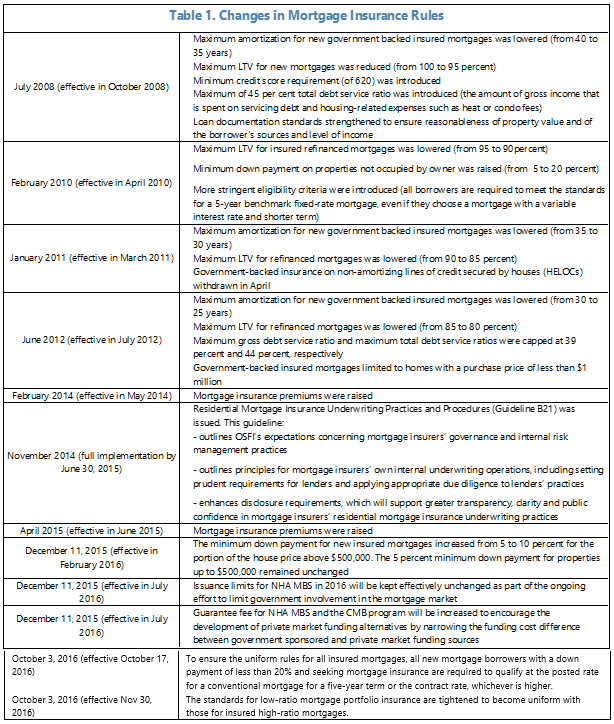 Table 1. Changes in Mortgage Insurance Rules
July 2008 (effective in October 2008)
Maximum amortization for new government backed insured mortgages was lowered (from 40 to
35 years)
Maximum LTV for new mortgages was reduced (from 100 to 95 percent)
Minimum credit score requirement (of 620) was introduced
Maximum of 45 per cent total debt service ratio was introduced (the amount of gross income that
is spent on servicing debt and housing-related expenses such as heat or condo fees)
Loan documentation standards strengthened to ensure reasonableness of property value and of
the borrower's sources and level of income
February 2010 (effective in April 2010)
Maximum LTV for insured refinanced mortgages was lowered (from 95 to 90 percent)
Minimum down payment on properties not occupied by owner was raised (from 5 to 20 percent)
More stringent eligibility criteria were introduced (all borrowers are required to meet the standards
for a 5-year benchmark fixed-rate mortgage, even if they choose a mortgage with a variable
interest rate and shorter term)
January 2011 (effective in March 2011)
Maximum amortization for new government backed insured mortgages was lowered (from 35 to
30 years)
Maximum LTV for refinanced mortgages was lowered (from 90 to 85 percent)
Government-backed insurance on non-amortizing lines of credit secured by houses (HELOCs)
withdrawn in April
June 2012 (effective in July 2012)
Maximum amortization for new government backed insured mortgages was lowered (from 30 to
25 years)
Maximum LTV for refinanced mortgages was lowered (from 85 to 80 percent)
Maximum gross debt service ratio and maximum total debt service ratios were capped at 39
percent and 44 percent, respectively
Government-backed insured mortgages limited to homes with a purchase price of less than $1
million
February 2014 (effective in May 2014)
Mortgage insurance premiums were raised
November 2014 (full implementation by
June 30, 2015)
Residential Mortgage Insurance Underwriting Practices and Procedures (Guideline B21) was
issued. This guideline:
- outlines OSFI's expectations concerning mortgage insurers' governance and internal risk
management practices
- outlines principles for mortgage insurers' own internal underwriting operations, including setting
prudent requirements for lenders and applying appropriate due diligence to lenders' practices
- enhances disclosure requirements, which will support greater transparency, clarity and public
confidence in mortgage insurers' residential mortgage insurance underwriting practices
April 2015 (effective in June 2015)
Mortgage insurance premiums were raised
December 11, 2015 (effective in
February 2016)
The minimum down payment for new insured mortgages increased from 5 to 10 percent for the
portion of the house price above $500,000. The 5 percent minimum down payment for properties
up to $500,000 remained unchanged
December 11, 2015 (effective in July
2016)
Issuance limits for NHA MBS in 2016 will be kept effectively unchanged as part of the ongoing
effort to limit government involvement in the mortgage market
December 11, 2015 (effective in July
2016)
Guarantee fee for NHA MBS and the CMB program will be increased to encourage the
development of private market funding alternatives by narrowing the funding cost difference
between government sponsored and private market funding sources
October 3, 2016 (effective October 17,
2016)
To ensure the uniform rules for all insured mortgages, all new mortgage borrowers with a down
payment of less than 20% and seeking mortgage insurance are required to qualify at the posted rate
for a conventional mortgage for a five-year term or the contract rate, whichever is higher.
October 3, 2016 (effective Nov 30,
2016)
The standards for low-ratio mortgage portfolio insurance are tightened to become uniform with
those for insured high-ratio mortgages.